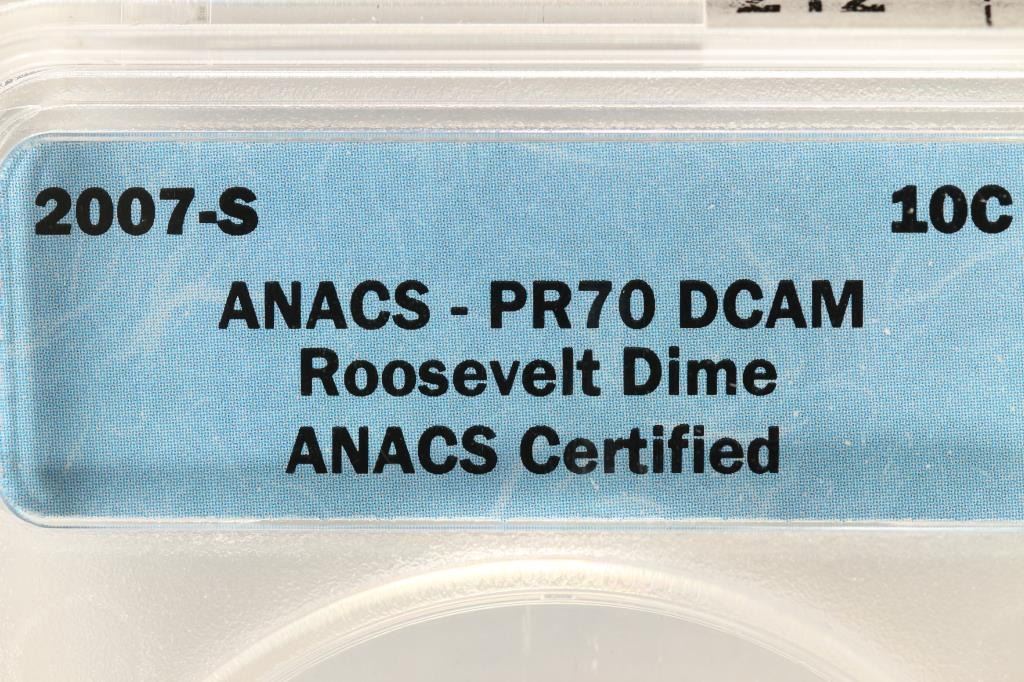 2007-S 10C
ANACS - PR70 DCAM
Roosevelt Dime
ANACS Certified